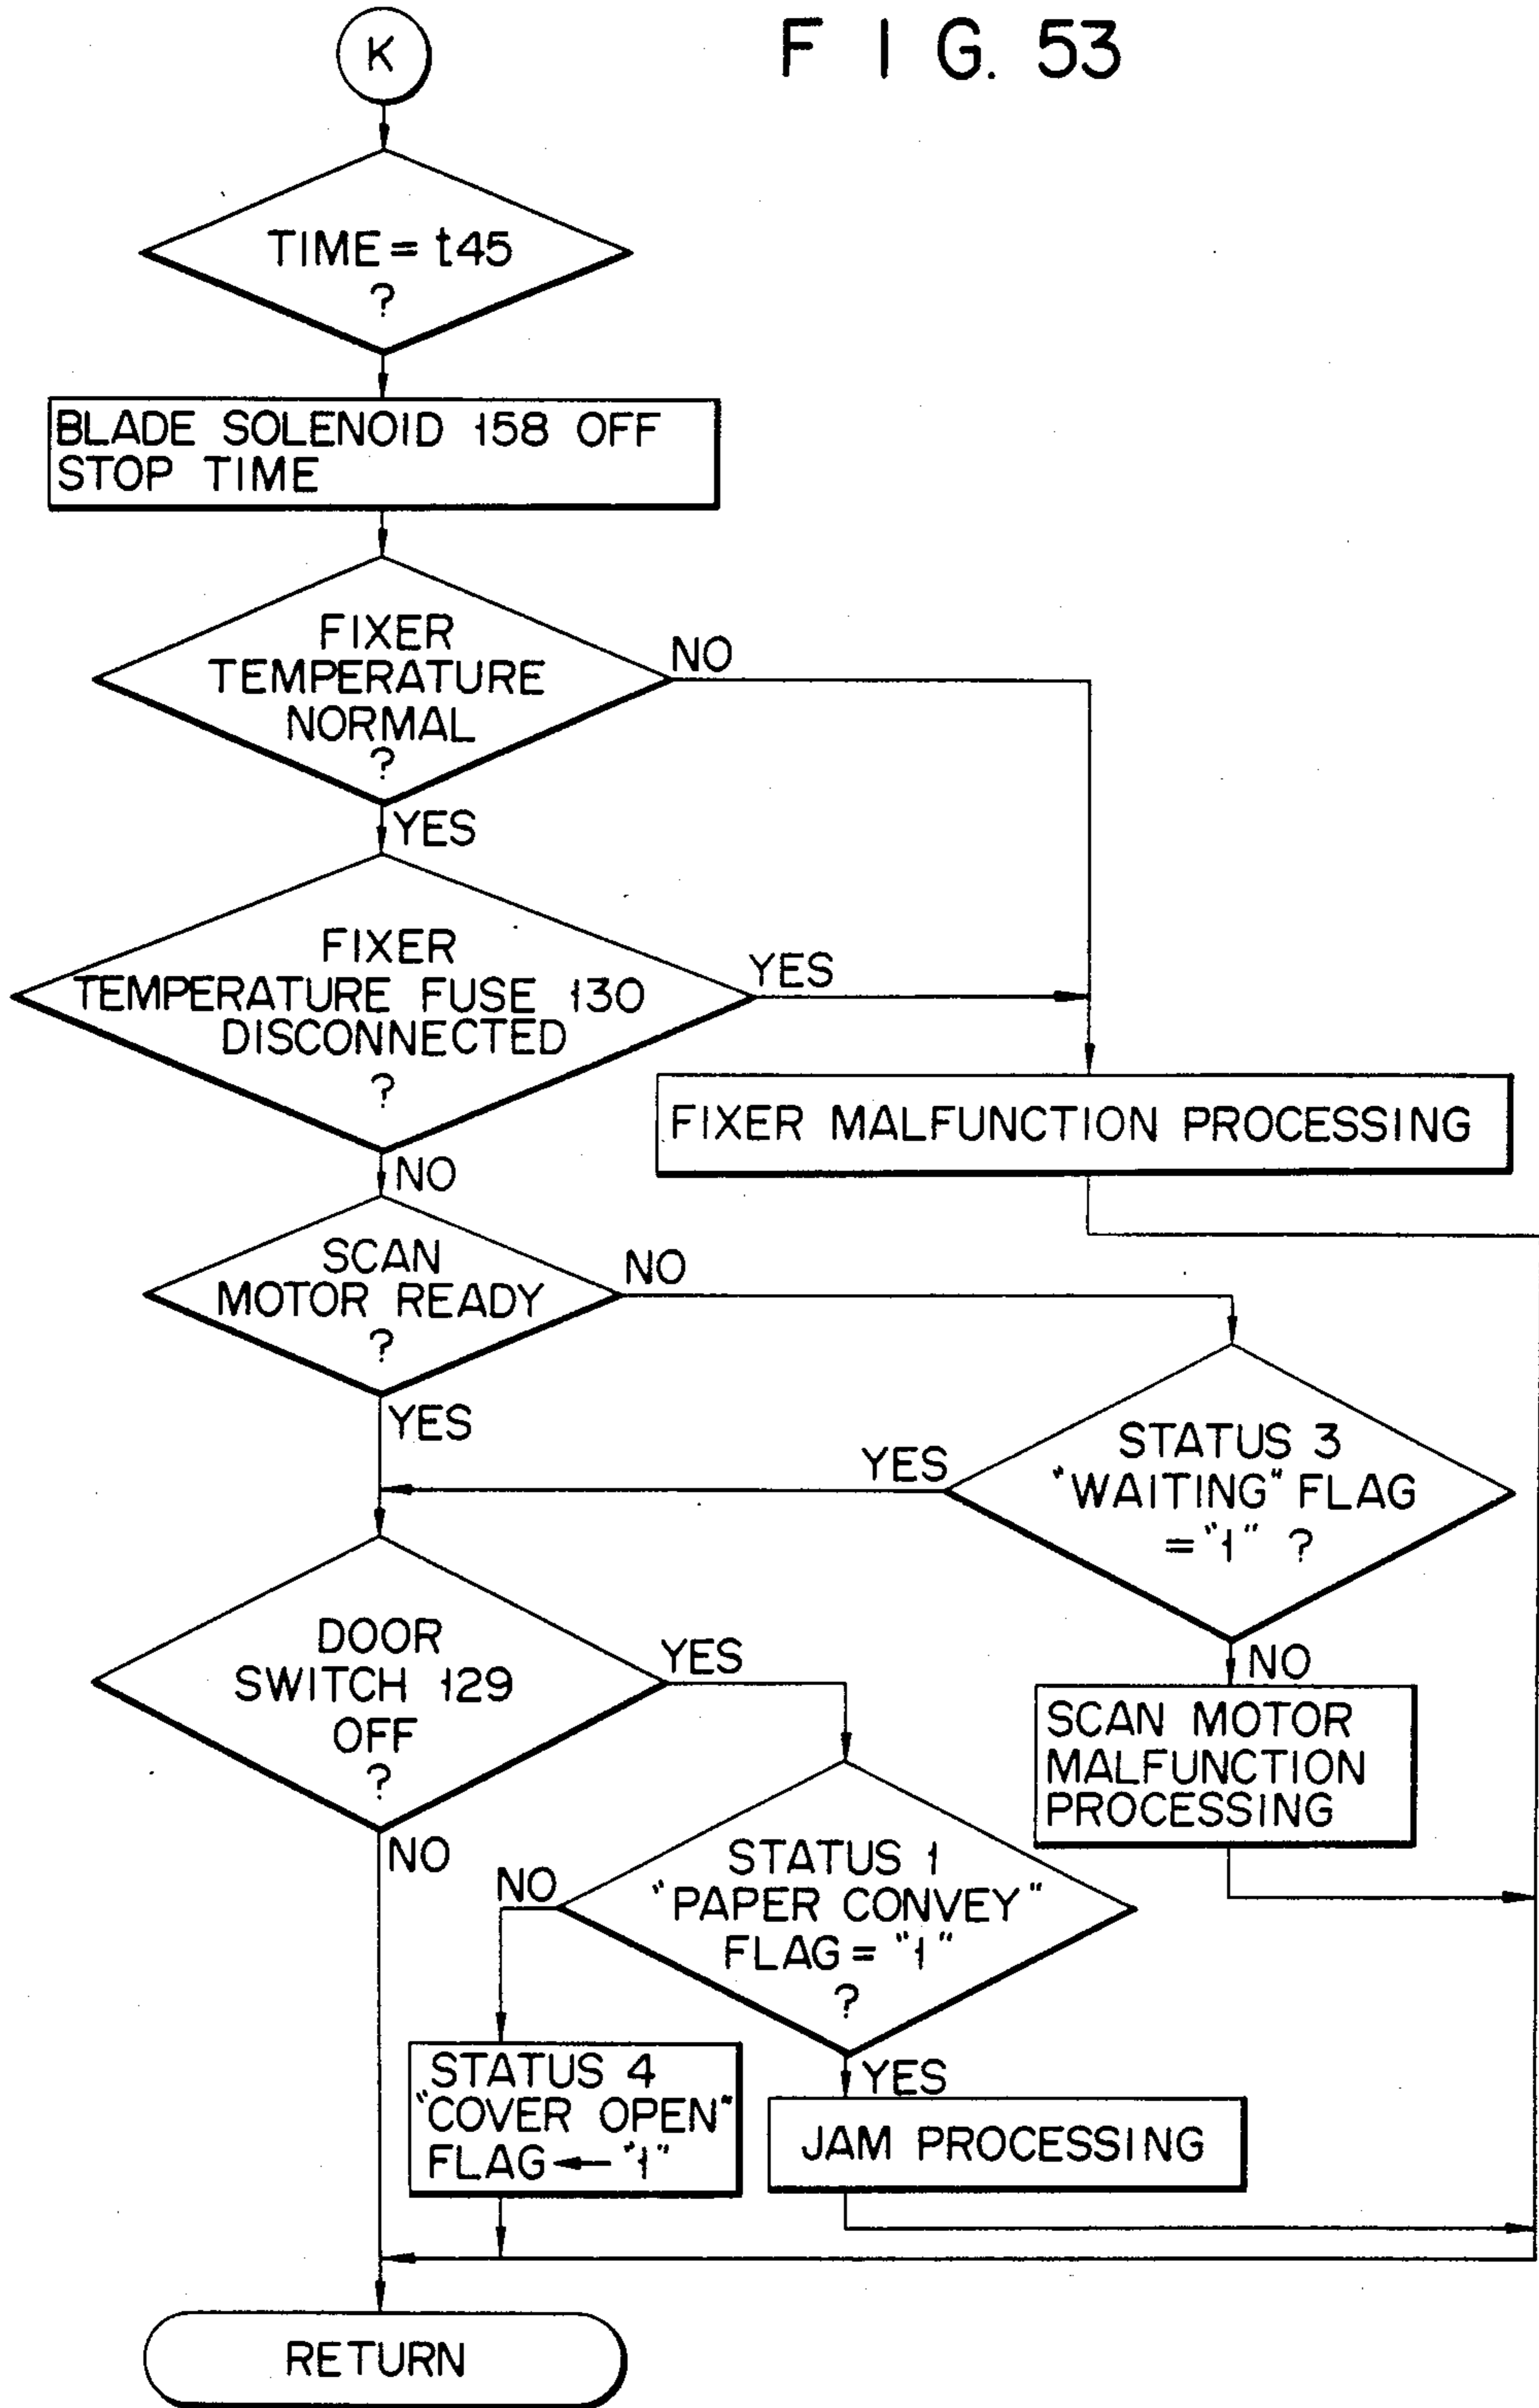 F I G. 53
K
TIME = t45
?
BLADE SOLENOID 158 OFF
STOP TIME
FIXER
TEMPERATURE
NORMAL
?
NO
YES
FIXER
TEMPERATURE FUSE 130
DISCONNECTED
?
YES
NO
FIXER MALFUNCTION PROCESSING
SCAN
MOTOR READY
?
NO
YES
STATUS 3
"WAITING" FLAG
="1" ?
YES
NO
SCAN MOTOR
MALFUNCTION
PROCESSING
DOOR
SWITCH 129
OFF
?
YES
NO
STATUS 1
"PAPER CONVEY"
FLAG = "1"
?
NO
YES
STATUS 4
"COVER OPEN"
FLAG ← "1"
JAM PROCESSING
RETURN